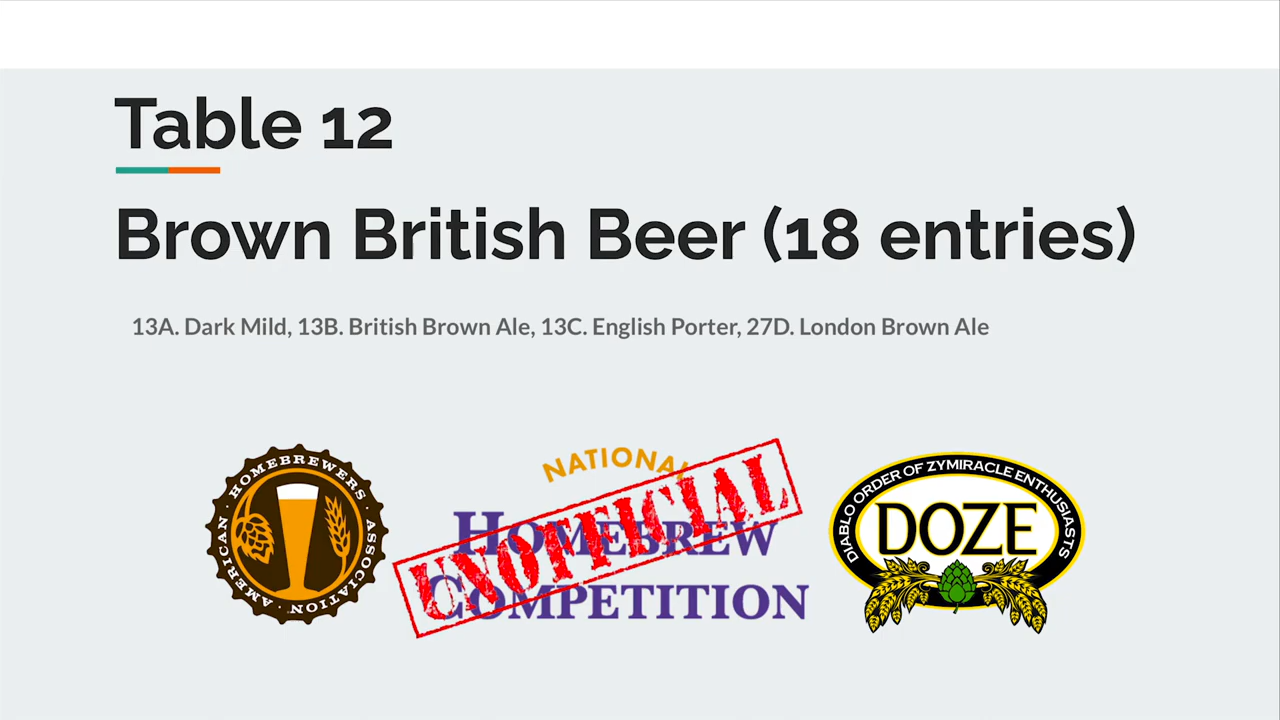 Table 12
Brown British Beer (18 entries)
13A. Dark Mild, 13B. British Brown Ale, 13C. English Porter, 27D. London Brown Ale
AMERICAN · HOMEBREWERS · ASSOCIATION ·
NATIONAL
HOMEBREW
COMPETITION
UNOFFICIAL
DIABLO ORDER OF ZYMIRACLE ENTHUSIASTS
DOZE